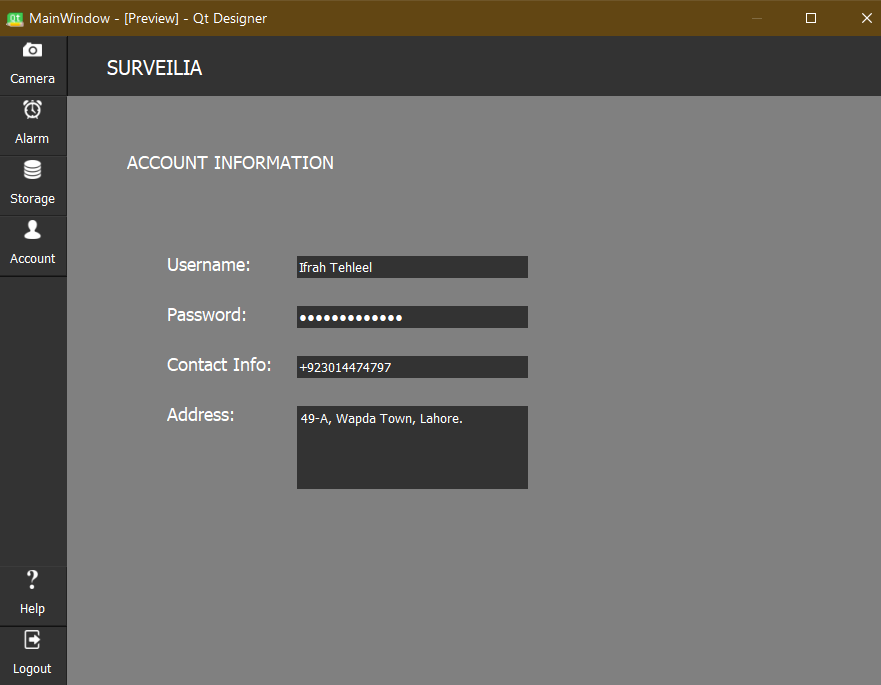 MainWindow - [Preview] - Qt Designer
Camera
SURVEILIA
Alarm
ACCOUNT INFORMATION
Storage
Account
Username: Ifrah Tehleel
Password: ●●●●●●●●●●●●●
Contact Info: +923014474797
Address: 49-A, Wapda Town, Lahore.
Help
Logout